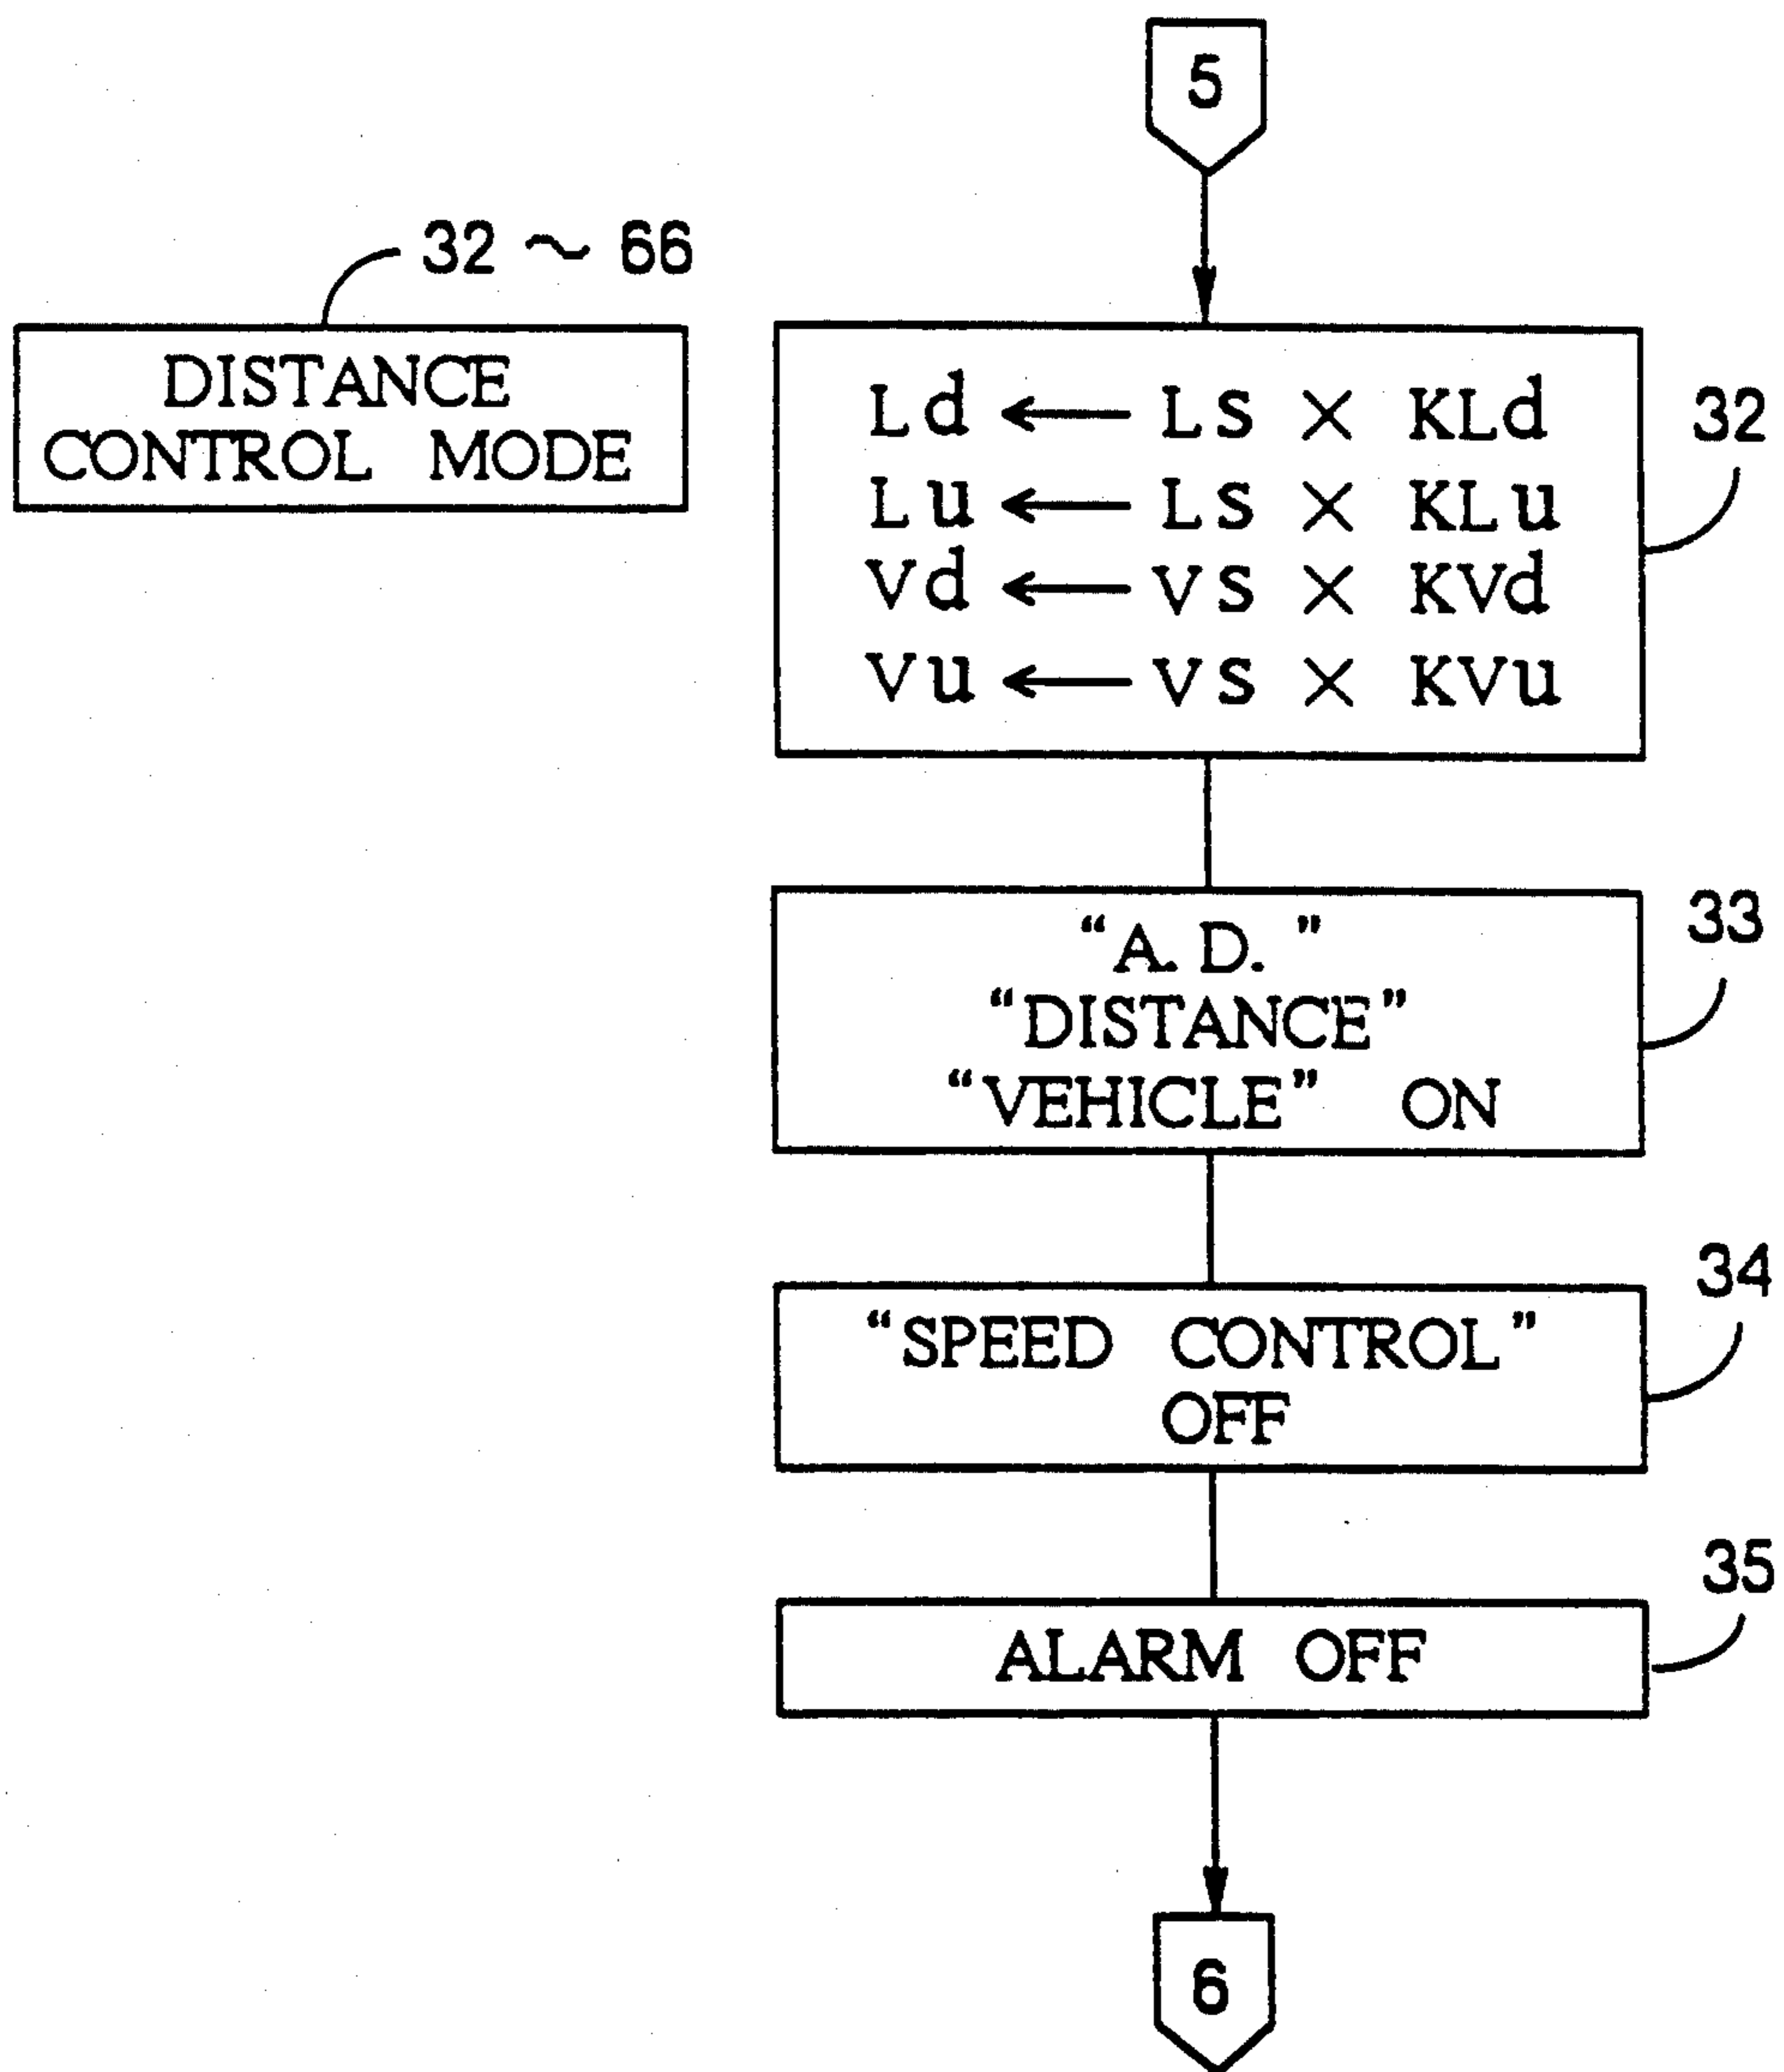 5
32 ~ 66
DISTANCE
CONTROL MODE
Ld ← Ls × KLd
Lu ← Ls × KLu
Vd ← Vs × KVd
Vu ← Vs × KVu
32
"A. D."
"DISTANCE"
"VEHICLE" ON
33
"SPEED CONTROL"
OFF
34
ALARM OFF
35
6